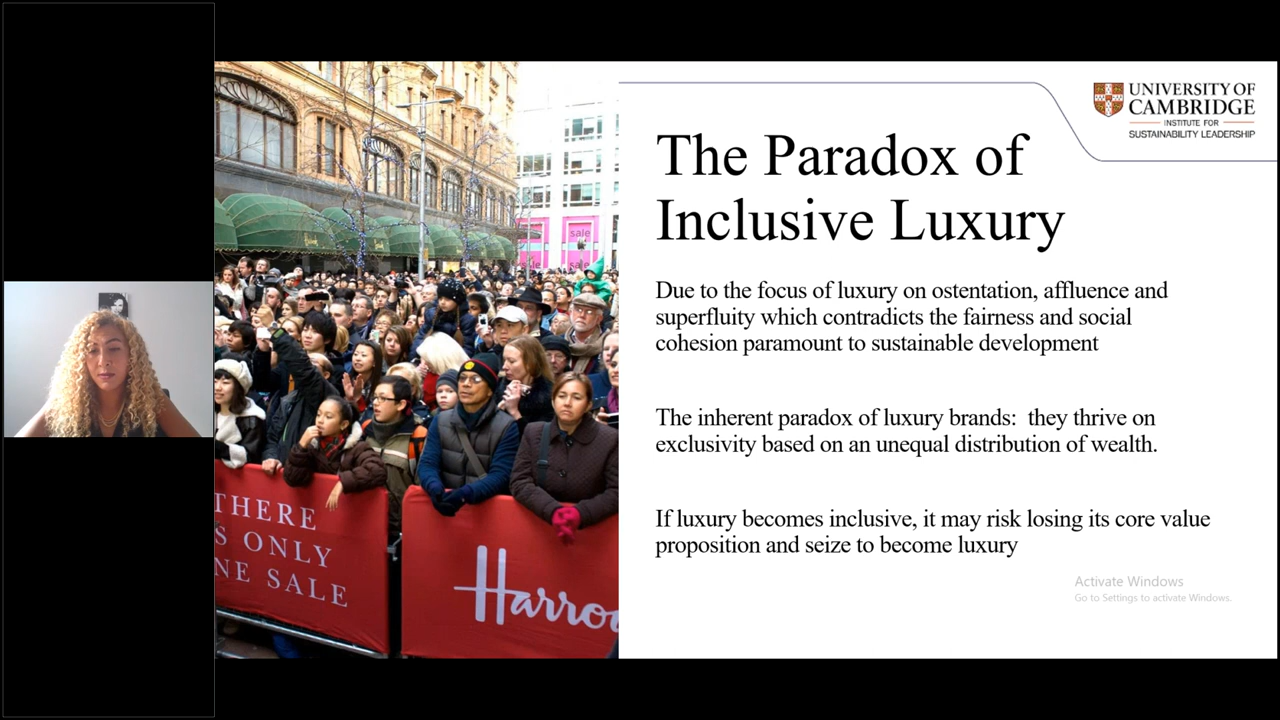 UNIVERSITY OF
CAMBRIDGE
INSTITUTE FOR
SUSTAINABILITY LEADERSHIP
The Paradox of
Inclusive Luxury
Due to the focus of luxury on ostentation, affluence and
superfluity which contradicts the fairness and social
cohesion paramount to sustainable development
The inherent paradox of luxury brands:  they thrive on
exclusivity based on an unequal distribution of wealth.
If luxury becomes inclusive, it may risk losing its core value
proposition and seize to become luxury
Activate Windows
Go to Settings to activate Windows.
sale
sale
sale
THERE
S ONLY
NE SALE
Harro